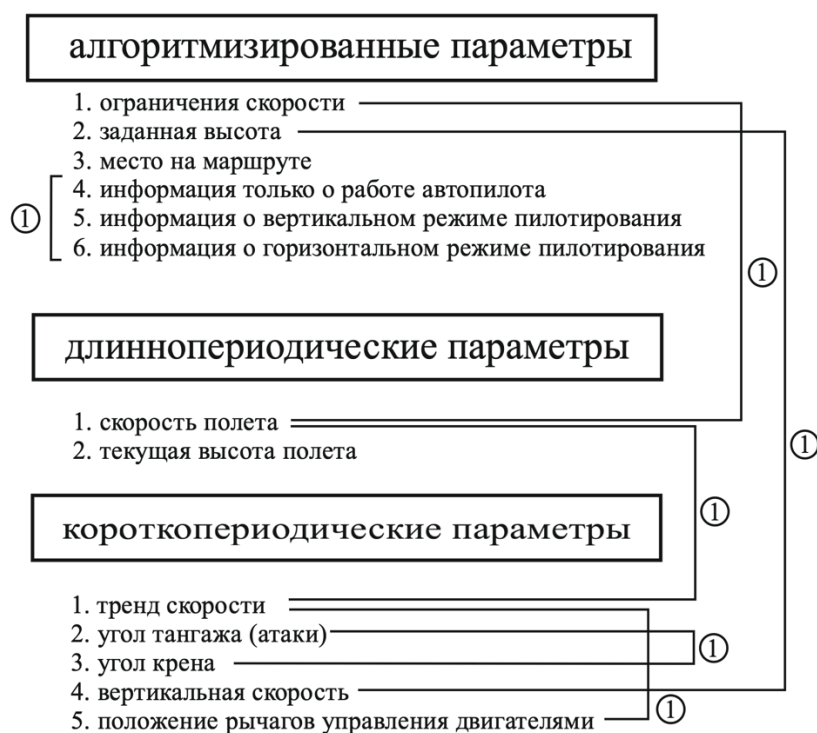 алгоритмизированные параметры
1. ограничения скорости
2. заданная высота
3. место на маршруте
4. информация только о работе автопилота
5. информация о вертикальном режиме пилотирования
6. информация о горизонтальном режиме пилотирования
1
1
длиннопериодические параметры
1. скорость полета
2. текущая высота полета
1
короткопериодические параметры
1
1. тренд скорости
2. угол тангажа (атаки)
3. угол крена
1
4. вертикальная скорость
5. положение рычагов управления двигателями
1